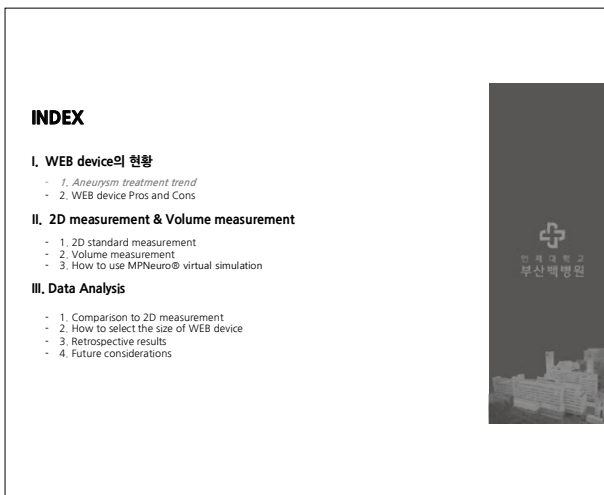 INDEX
I. WEB device의 현황
- 1. Aneurysm treatment trend
- 2. WEB device Pros and Cons
II. 2D measurement & Volume measurement
- 1. 2D standard measurement
- 2. Volume measurement
- 3. How to use MPNeuro® virtual simulation
III. Data Analysis
- 1. Comparison to 2D measurement
- 2. How to select the size of WEB device
- 3. Retrospective results
- 4. Future considerations
인제대학교
부산백병원